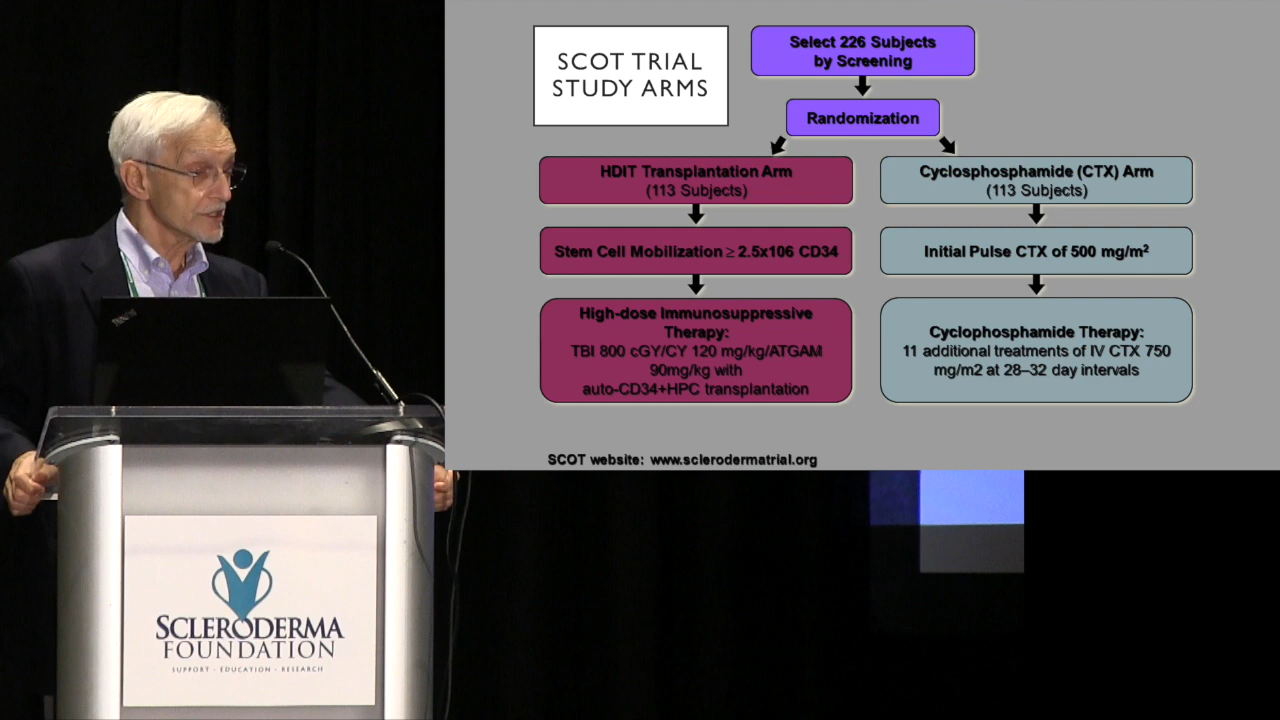 SCOT TRIAL
STUDY ARMS
Select 226 Subjects
by Screening
Randomization
HDIT Transplantation Arm
(113 Subjects)
Cyclosphosphamide (CTX) Arm
(113 Subjects)
Stem Cell Mobilization ≥ 2.5x106 CD34
Initial Pulse CTX of 500 mg/m²
High-dose Immunosuppressive
Therapy:
TBI 800 cGY/CY 120 mg/kg/ATGAM
90mg/kg with
auto-CD34+HPC transplantation
Cyclophosphamide Therapy:
11 additional treatments of IV CTX 750
mg/m2 at 28–32 day intervals
SCOT website: www.sclerodermatrial.org
ThinkPad
SCLERODERMA
FOUNDATION
SUPPORT - EDUCATION - RESEARCH